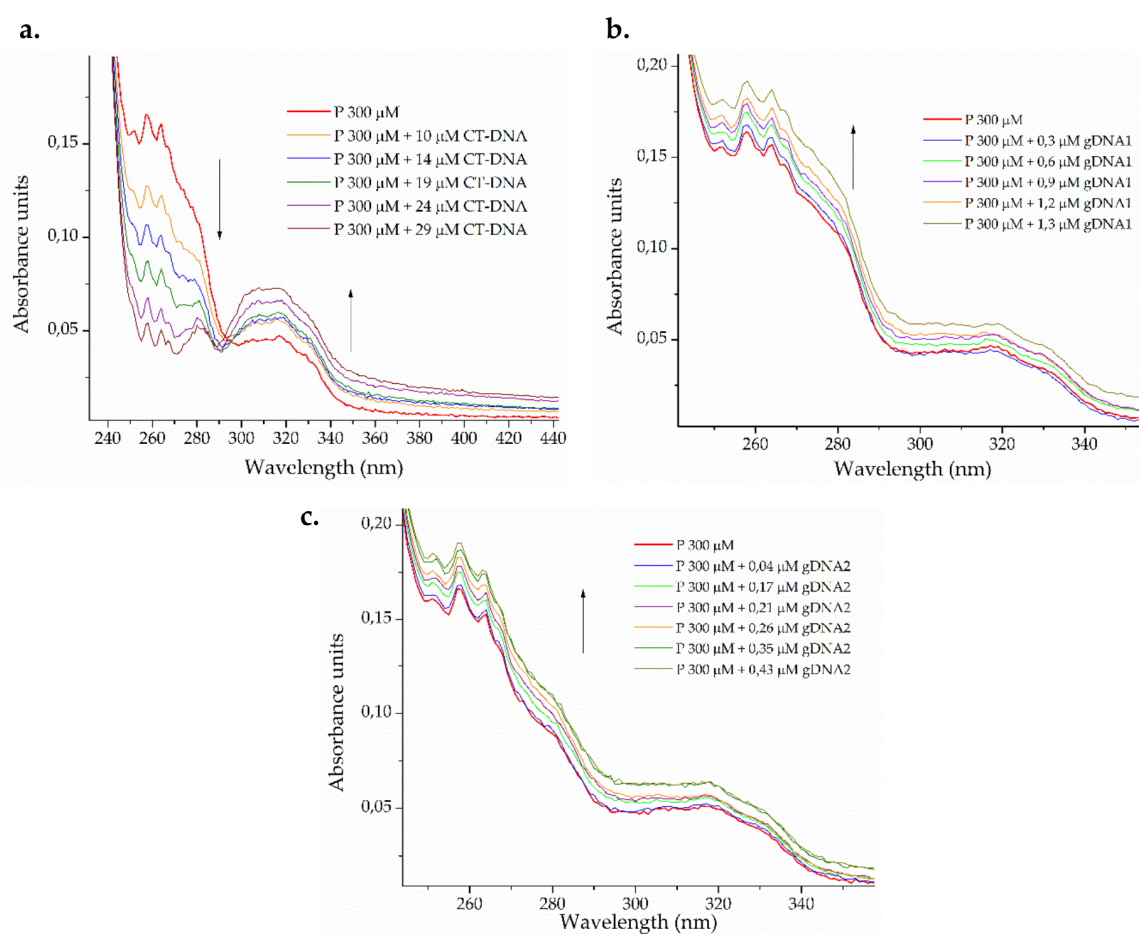 a.
Absorbance units
0,15
0,10
0,05
P 300 μM
P 300 μM + 10 μM CT-DNA
P 300 μM + 14 μM CT-DNA
P 300 μM + 19 μM CT-DNA
P 300 μM + 24 μM CT-DNA
P 300 μM + 29 μM CT-DNA
240 260 280 300 320 340 360 380 400 420 440
Wavelength (nm)
b.
Absorbance units
0,20
0,15
0,10
0,05
P 300 μM
P 300 μM + 0,3 μM gDNA1
P 300 μM + 0,6 μM gDNA1
P 300 μM + 0,9 μM gDNA1
P 300 μM + 1,2 μM gDNA1
P 300 μM + 1,3 μM gDNA1
260 280 300 320 340
Wavelength (nm)
c.
Absorbance units
0,20
0,15
0,10
0,05
P 300 μM
P 300 μM + 0,04 μM gDNA2
P 300 μM + 0,17 μM gDNA2
P 300 μM + 0,21 μM gDNA2
P 300 μM + 0,26 μM gDNA2
P 300 μM + 0,35 μM gDNA2
P 300 μM + 0,43 μM gDNA2
260 280 300 320 340
Wavelength (nm)